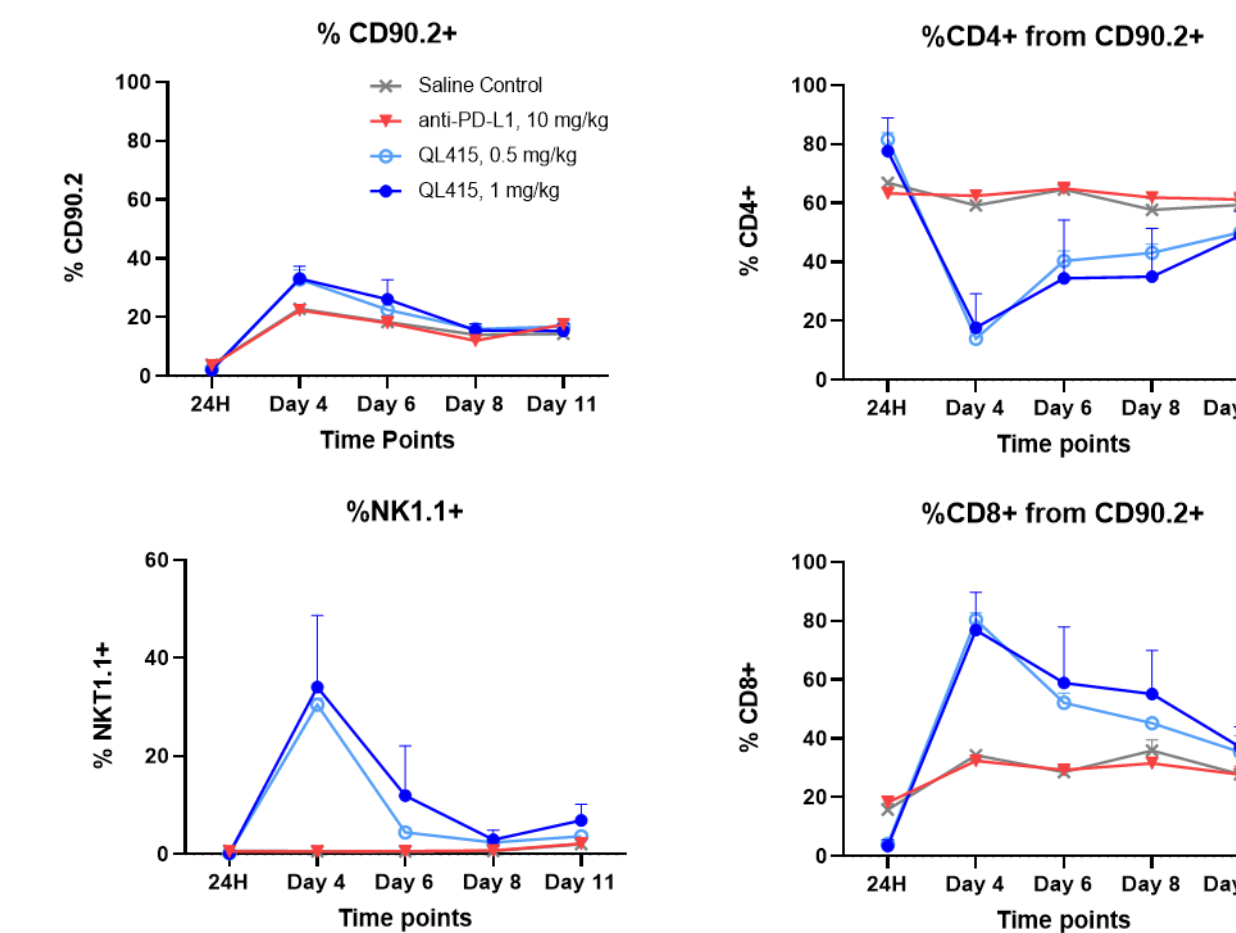 % CD90.2+
100
80
60
40
20
0
% CD90.2
Saline Control
anti-PD-L1, 10 mg/kg
QL415, 0.5 mg/kg
QL415, 1 mg/kg
24H Day 4 Day 6 Day 8 Day 11
Time Points
%CD4+ from CD90.2+
100
80
60
40
20
0
% CD4+
24H Day 4 Day 6 Day 8 Day
Time points
%NK1.1+
60
40
20
0
% NKT1.1+
24H Day 4 Day 6 Day 8 Day 11
Time points
%CD8+ from CD90.2+
100
80
60
40
20
0
% CD8+
24H Day 4 Day 6 Day 8 Day
Time points